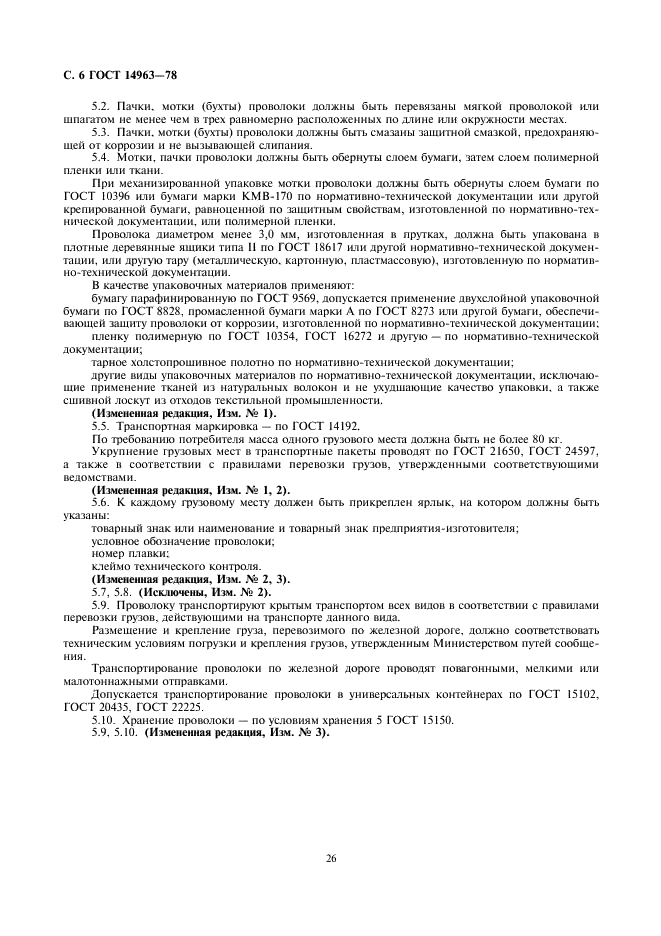 С. 6 ГОСТ 14963—78
5.2. Пачки, мотки (бухты) проволоки должны быть перевязаны мягкой проволокой или
шпагатом не менее чем в трех равномерно расположенных по длине или окружности местах.
5.3. Пачки, мотки (бухты) проволоки должны быть смазаны защитной смазкой, предохраняю-
щей от коррозии и не вызывающей слипания.
5.4. Мотки, пачки проволоки должны быть обернуты слоем бумаги, затем слоем полимерной
пленки или ткани.
При механизированной упаковке мотки проволоки должны быть обернуты слоем бумаги по
ГОСТ 10396 или бумаги марки КМВ-170 по нормативно-технической документации или другой
крепированной бумаги, равноценной по защитным свойствам, изготовленной по нормативно-тех-
нической документации, или полимерной пленки.
Проволока диаметром менее 3,0 мм, изготовленная в прутках, должна быть упакована в
плотные деревянные ящики типа II по ГОСТ 18617 или другой нормативно-технической докумен-
тации, или другую тару (металлическую, картонную, пластмассовую), изготовленную по норматив-
но-технической документации.
В качестве упаковочных материалов применяют:
бумагу парафинированную по ГОСТ 9569, допускается применение двухслойной упаковочной
бумаги по ГОСТ 8828, промасленной бумаги марки А по ГОСТ 8273 или другой бумаги, обеспечи-
вающей защиту проволоки от коррозии, изготовленной по нормативно-технической документации;
пленку полимерную по ГОСТ 10354, ГОСТ 16272 и другую — по нормативно-технической
документации;
тарное холстопрошивное полотно по нормативно-технической документации;
другие виды упаковочных материалов по нормативно-технической документации, исключаю-
щие применение тканей из натуральных волокон и не ухудшающие качество упаковки, а также
сшивной лоскут из отходов текстильной промышленности.
(Измененная редакция, Изм. № 1).
5.5. Транспортная маркировка — по ГОСТ 14192.
По требованию потребителя масса одного грузового места должна быть не более 80 кг.
Укрупнение грузовых мест в транспортные пакеты проводят по ГОСТ 21650, ГОСТ 24597,
а также в соответствии с правилами перевозки грузов, утвержденными соответствующими
ведомствами.
(Измененная редакция, Изм. № 1, 2).
5.6. К каждому грузовому месту должен быть прикреплен ярлык, на котором должны быть
указаны:
товарный знак или наименование и товарный знак предприятия-изготовителя;
условное обозначение проволоки;
номер плавки;
клеймо технического контроля.
(Измененная редакция, Изм. № 2, 3).
5.7, 5.8. (Исключены, Изм. № 2).
5.9. Проволоку транспортируют крытым транспортом всех видов в соответствии с правилами
перевозки грузов, действующими на транспорте данного вида.
Размещение и крепление груза, перевозимого по железной дороге, должно соответствовать
техническим условиям погрузки и крепления грузов, утвержденным Министерством путей сообще-
ния.
Транспортирование проволоки по железной дороге проводят повагонными, мелкими или
малотоннажными отправками.
Допускается транспортирование проволоки в универсальных контейнерах по ГОСТ 15102,
ГОСТ 20435, ГОСТ 22225.
5.10. Хранение проволоки — по условиям хранения 5 ГОСТ 15150.
5.9, 5.10. (Измененная редакция, Изм. № 3).
26